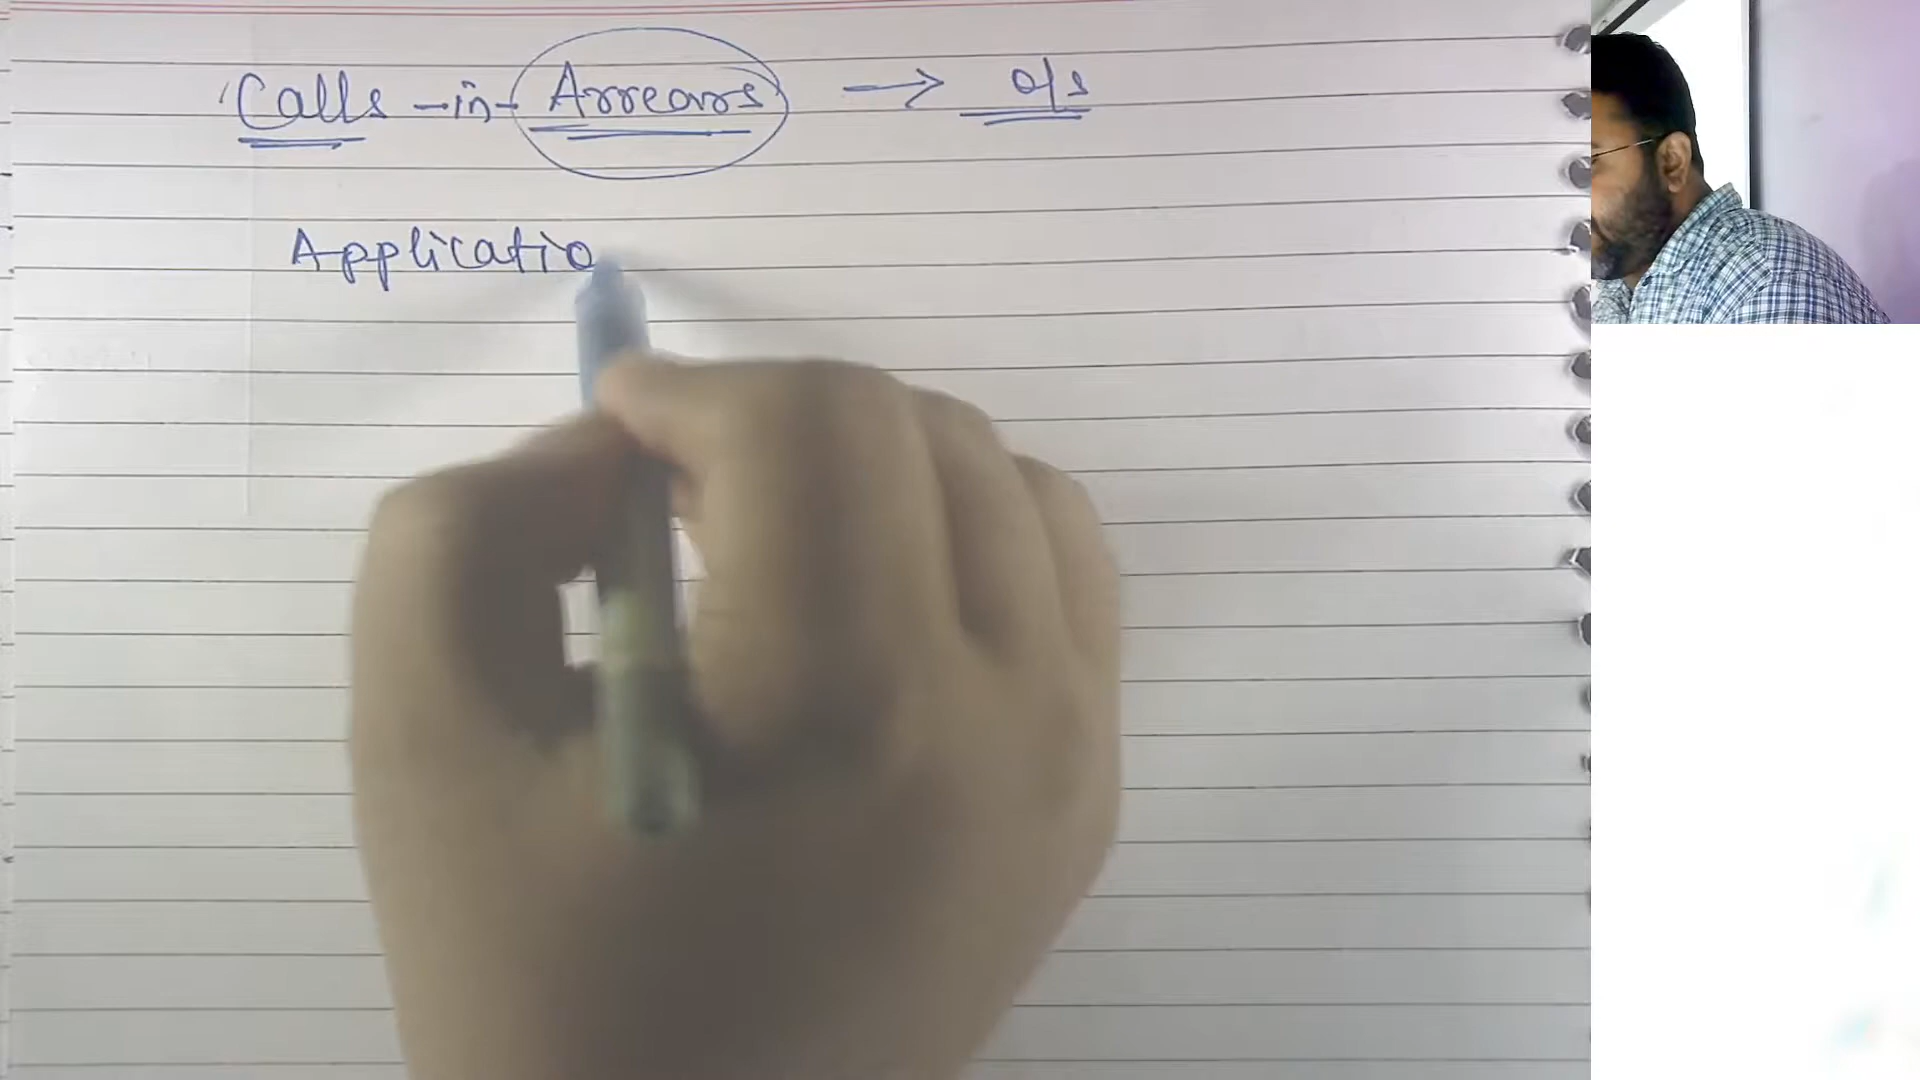 Calls -in- Arrears → o/s
Applicatio